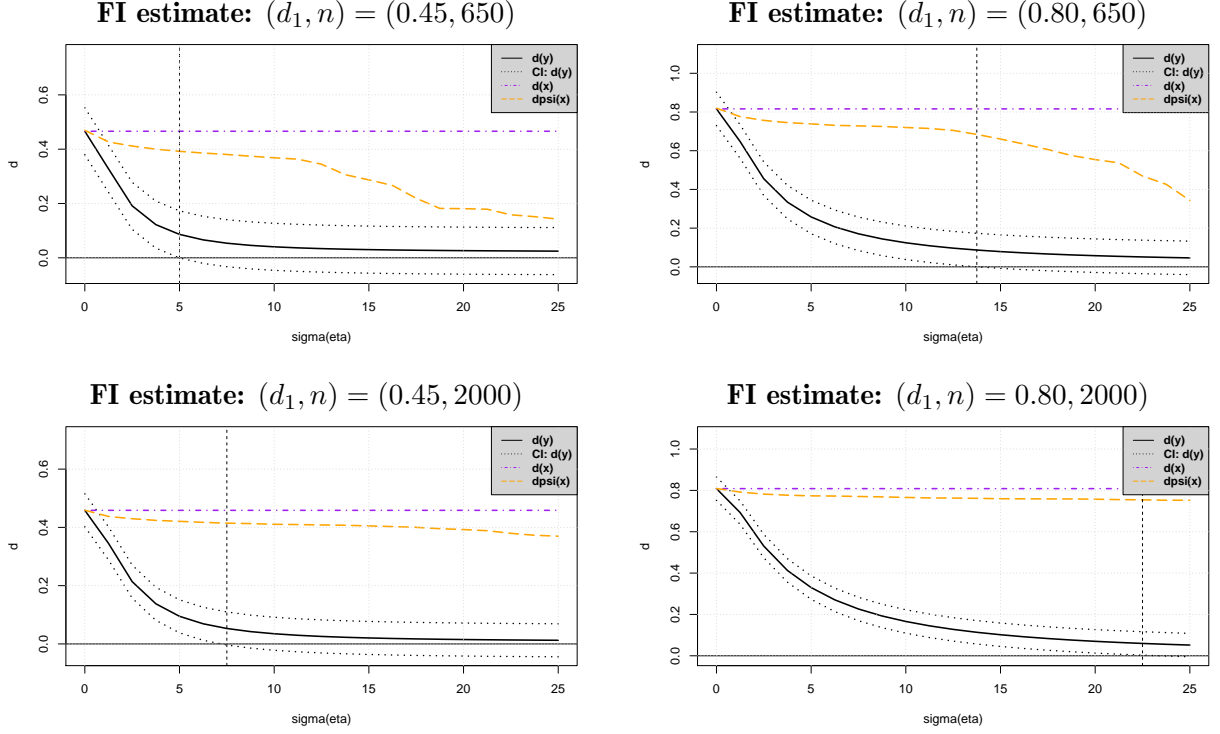 FI estimate: (d₁, n) = (0.45, 650)
d(y)
CI: d(y)
d(x)
dpsi(x)
d
0.0 0.2 0.4 0.6
0 5 10 15 20 25
sigma(eta)
FI estimate: (d₁, n) = (0.80, 650)
d(y)
CI: d(y)
d(x)
dpsi(x)
d
0.0 0.2 0.4 0.6 0.8 1.0
0 5 10 15 20 25
sigma(eta)
FI estimate: (d₁, n) = (0.45, 2000)
d(y)
CI: d(y)
d(x)
dpsi(x)
d
0.0 0.2 0.4 0.6
0 5 10 15 20 25
sigma(eta)
FI estimate: (d₁, n) = 0.80, 2000)
d(y)
CI: d(y)
d(x)
dpsi(x)
d
0.0 0.2 0.4 0.6 0.8 1.0
0 5 10 15 20 25
sigma(eta)